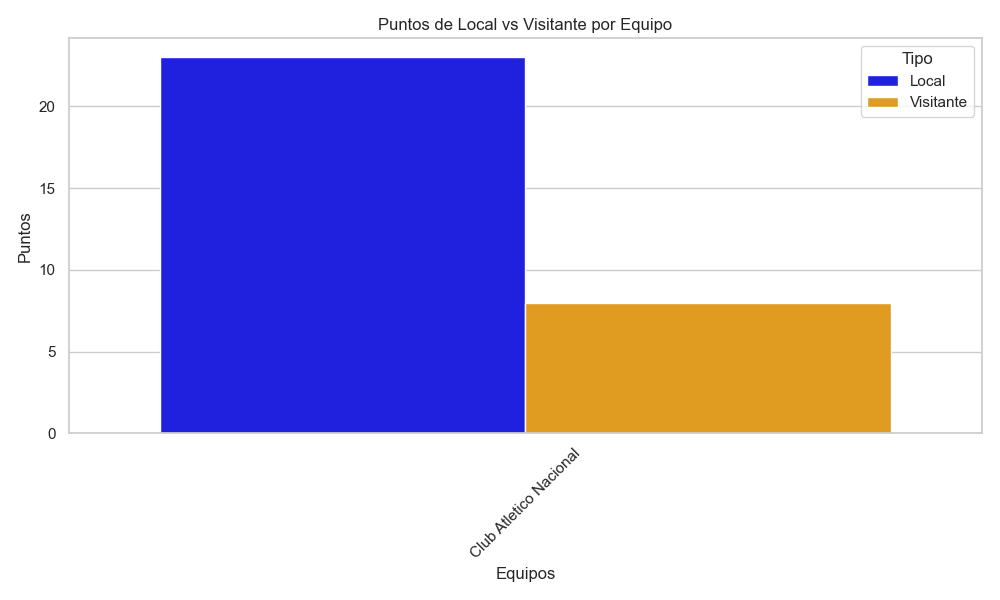 Puntos de Local vs Visitante por Equipo
Tipo
Local
Visitante
Puntos
20
15
10
5
0
Club Atletico Nacional
Equipos